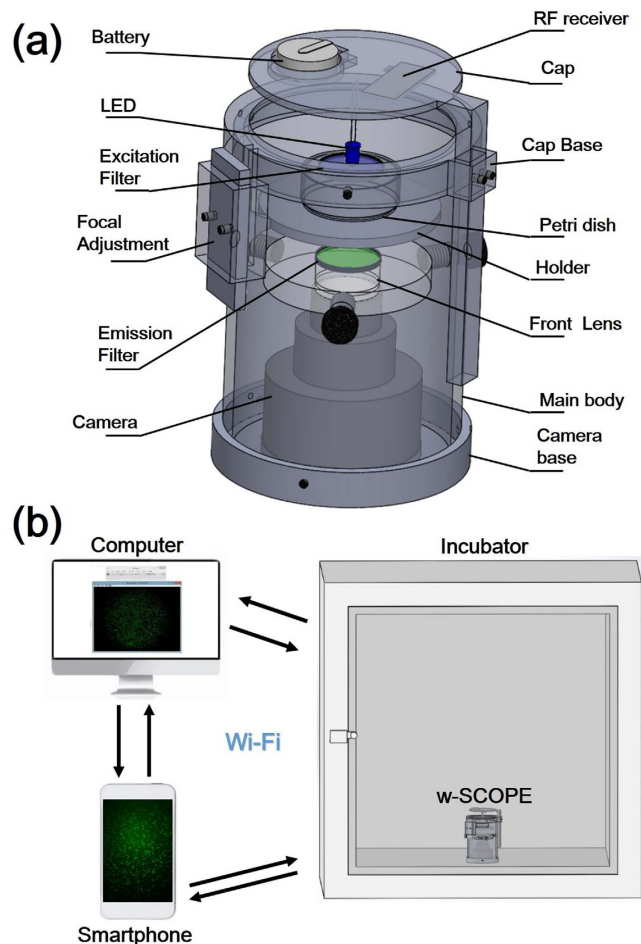 (a)
Battery
RF receiver
Cap
LED
Excitation
Filter
Cap Base
Focal
Adjustment
Petri dish
Holder
Emission
Filter
Front Lens
Camera
Main body
Camera
base
(b)
Computer
Incubator
Wi-Fi
w-SCOPE
Smartphone